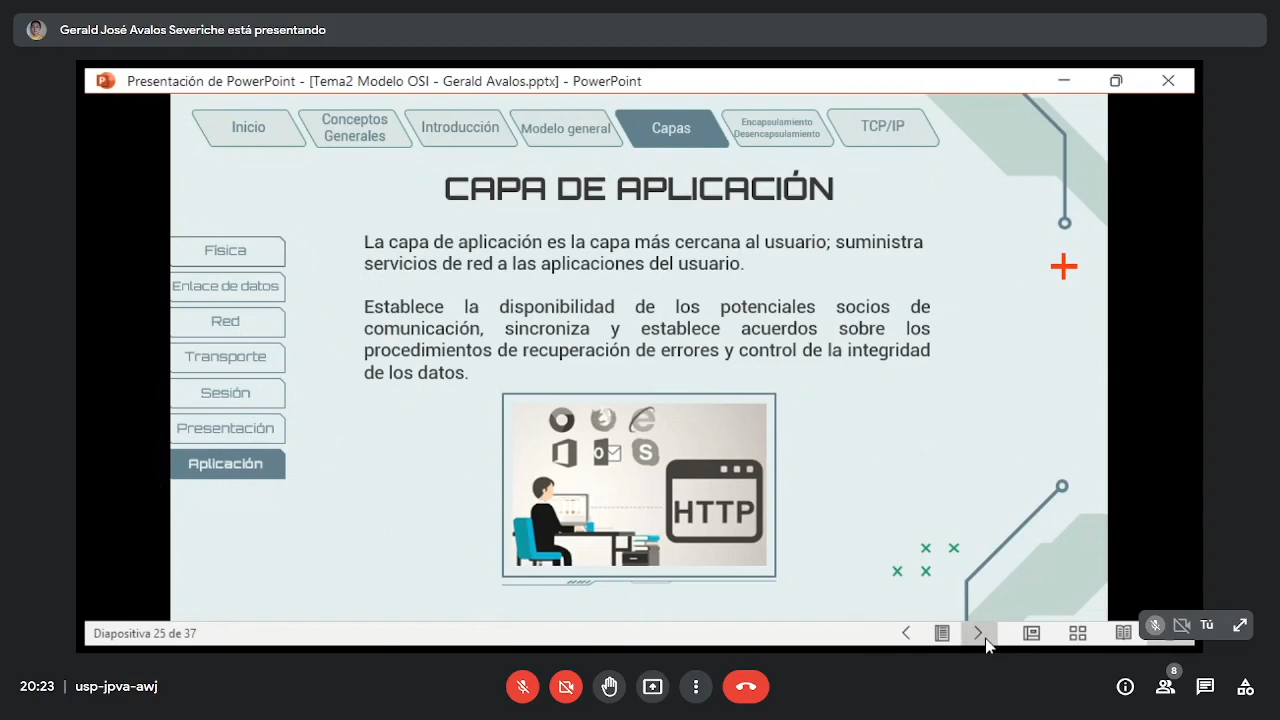 Gerald José Avalos Severiche está presentando
Presentación de PowerPoint - [Tema2 Modelo OSI - Gerald Avalos.pptx] - PowerPoint
Inicio
Conceptos
Generales
Introducción
Modelo general
Capas
Encapsulamiento
Desencapsulamiento
TCP/IP
CAPA DE APLICACIÓN
Física
Enlace de datos
Red
Transporte
Sesión
Presentación
Aplicación
La capa de aplicación es la capa más cercana al usuario; suministra
servicios de red a las aplicaciones del usuario.
Establece la disponibilidad de los potenciales socios de
comunicación, sincroniza y establece acuerdos sobre los
procedimientos de recuperación de errores y control de la integridad
de los datos.
HTTP
Diapositiva 25 de 37
Tú
20:23 | usp-jpva-awj
8